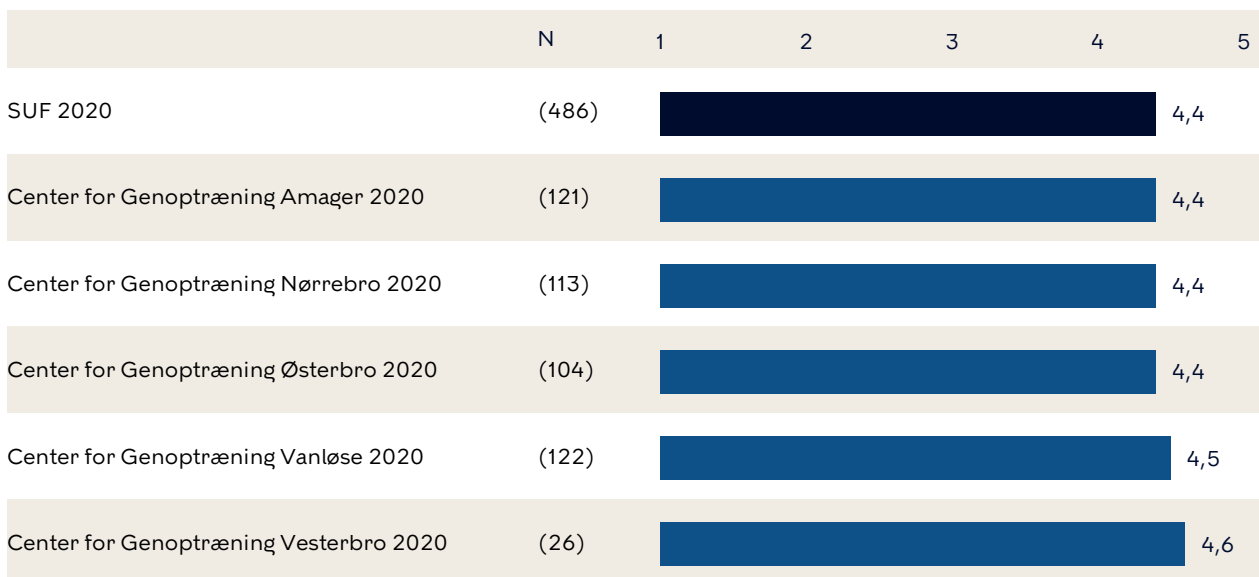 N 1 2 3 4 5
SUF 2020 (486) 4,4
Center for Genoptræning Amager 2020 (121) 4,4
Center for Genoptræning Nørrebro 2020 (113) 4,4
Center for Genoptræning Østerbro 2020 (104) 4,4
Center for Genoptræning Vanløse 2020 (122) 4,5
Center for Genoptræning Vesterbro 2020 (26) 4,6